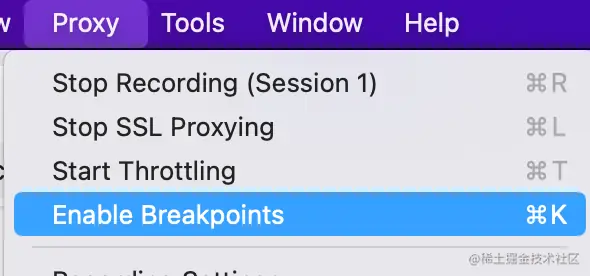 Proxy Tools Window Help
Stop Recording (Session 1) ⌘R
Stop SSL Proxying ⌘L
Start Throttling ⌘T
Enable Breakpoints ⌘K
@稀土掘金技术社区